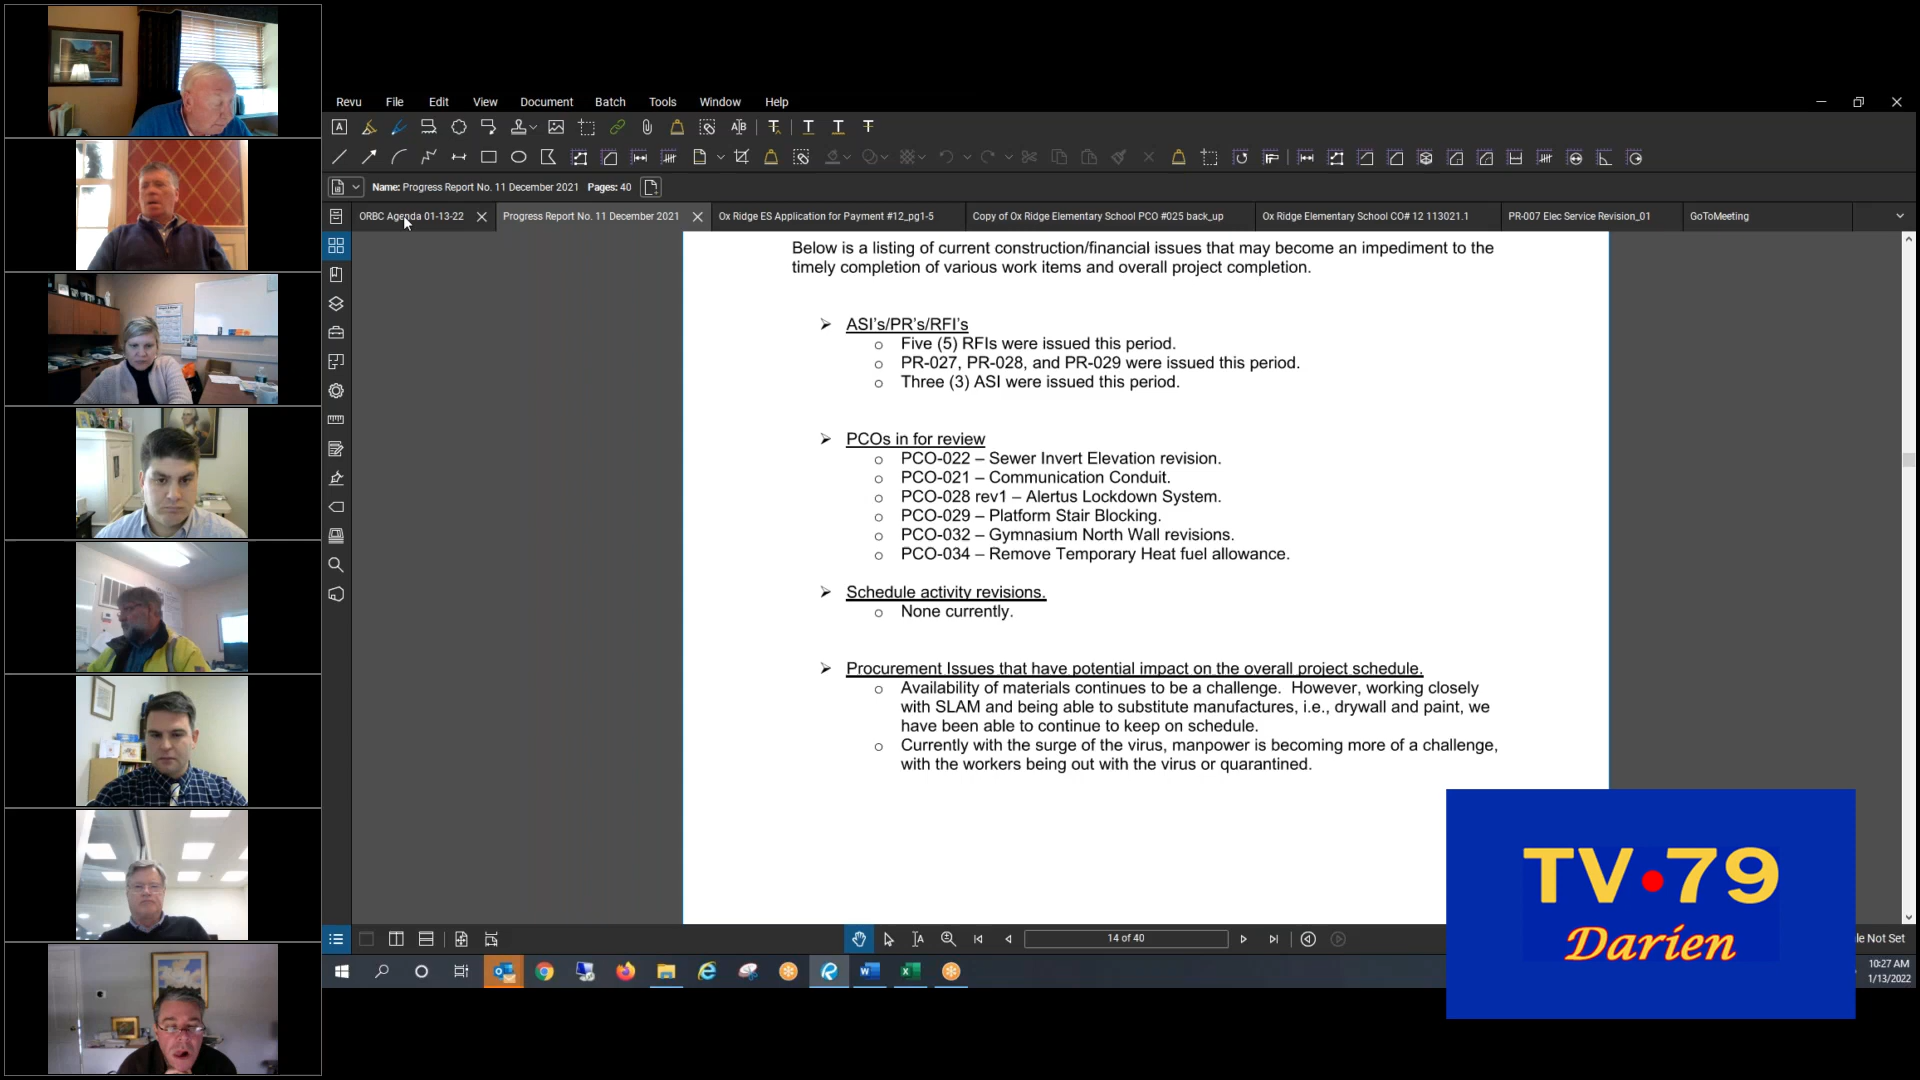 Revu File Edit View Document Batch Tools Window Help
Name: Progress Report No. 11 December 2021 Pages: 40
ORBC Agenda 01-13-22
Progress Report No. 11 December 2021
Ox Ridge ES Application for Payment #12_pg1-5
Copy of Ox Ridge Elementary School PCO #025 back_up
Ox Ridge Elementary School CO# 12 113021.1
PR-007 Elec Service Revision_01
GoToMeeting
Below is a listing of current construction/financial issues that may become an impediment to the
timely completion of various work items and overall project completion.
➢ ASI's/PR's/RFI's
o Five (5) RFIs were issued this period.
o PR-027, PR-028, and PR-029 were issued this period.
o Three (3) ASI were issued this period.
➢ PCOs in for review
o PCO-022 – Sewer Invert Elevation revision.
o PCO-021 – Communication Conduit.
o PCO-028 rev1 – Alertus Lockdown System.
o PCO-029 – Platform Stair Blocking.
o PCO-032 – Gymnasium North Wall revisions.
o PCO-034 – Remove Temporary Heat fuel allowance.
➢ Schedule activity revisions.
o None currently.
➢ Procurement Issues that have potential impact on the overall project schedule.
o Availability of materials continues to be a challenge. However, working closely
with SLAM and being able to substitute manufactures, i.e., drywall and paint, we
have been able to continue to keep on schedule.
o Currently with the surge of the virus, manpower is becoming more of a challenge,
with the workers being out with the virus or quarantined.
TV•79
Darien
14 of 40
le Not Set
10:27 AM
1/13/2022